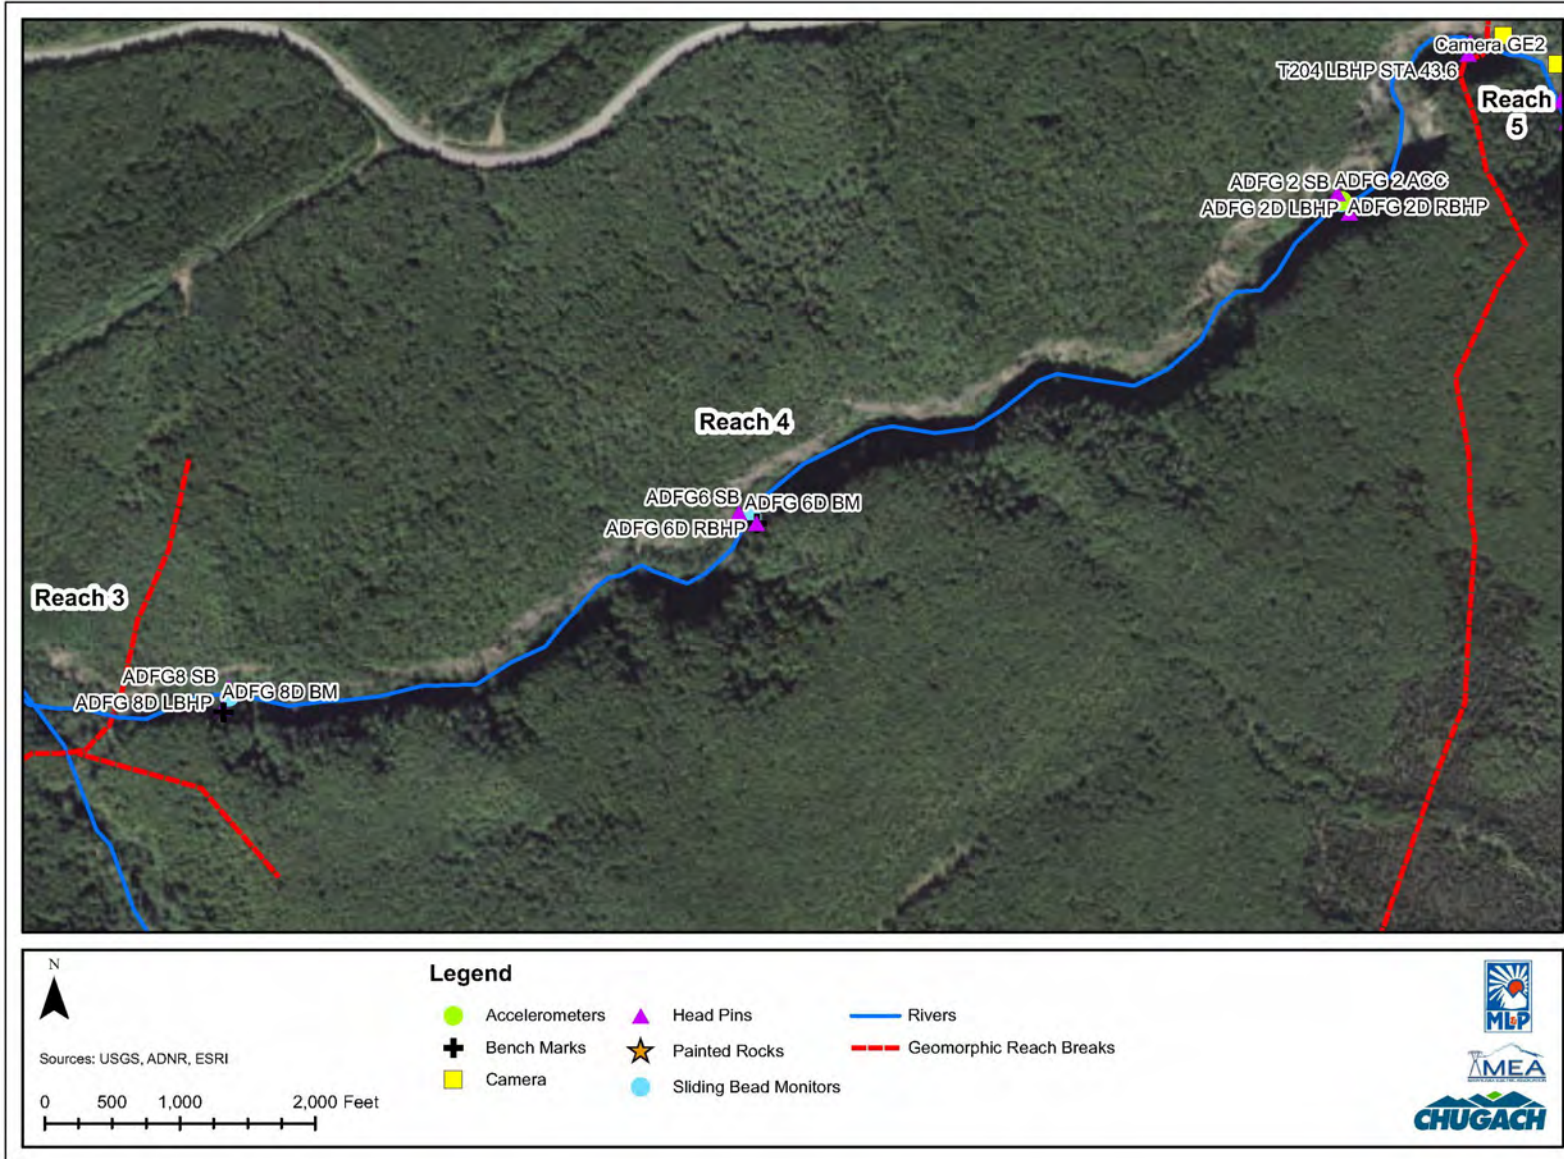 Camera GE2
T204 LBHP STA 43.6
Reach
5
ADFG 2 SB
ADFG 2 ACC
ADFG 2D LBHP
ADFG 2D RBHP
Reach 4
ADFG6 SB
ADFG 6D BM
ADFG 6D RBHP
Reach 3
ADFG8 SB
ADFG 8D BM
ADFG 8D LBHP
N
Sources: USGS, ADNR, ESRI
0 500 1,000 2,000 Feet
Legend
Accelerometers
Bench Marks
Camera
Head Pins
Painted Rocks
Sliding Bead Monitors
Rivers
Geomorphic Reach Breaks
ML&P
MEA
CHUGACH